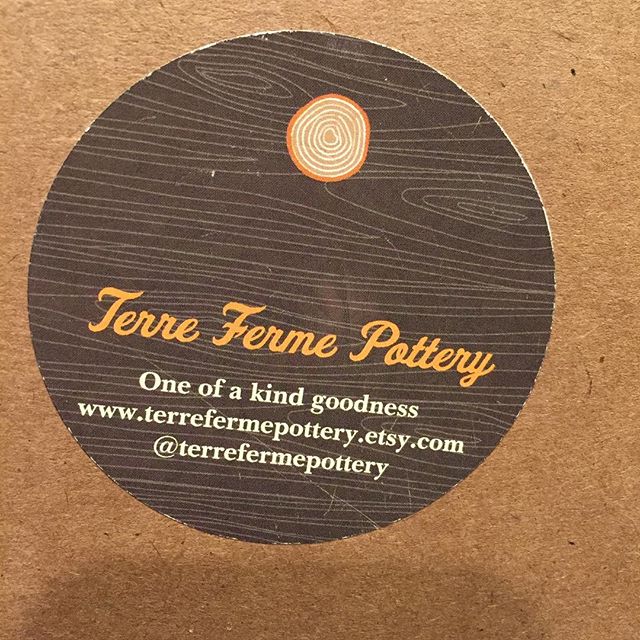 Terre Ferme Pottery
One of a kind goodness
www.terrefermepottery.etsy.com
@terrefermepottery